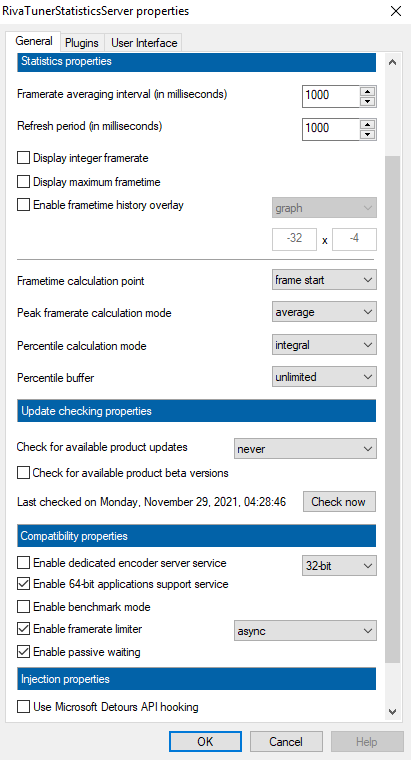 RivaTunerStatisticsServer properties
General Plugins User Interface
Statistics properties
Framerate averaging interval (in milliseconds) 1000
Refresh period (in milliseconds) 1000
Display integer framerate
Display maximum frametime
Enable frametime history overlay graph
-32 x -4
Frametime calculation point frame start
Peak framerate calculation mode average
Percentile calculation mode integral
Percentile buffer unlimited
Update checking properties
Check for available product updates never
Check for available product beta versions
Last checked on Monday, November 29, 2021, 04:28:46 Check now
Compatibility properties
Enable dedicated encoder server service 32-bit
Enable 64-bit applications support service
Enable benchmark mode
Enable framerate limiter async
Enable passive waiting
Injection properties
Use Microsoft Detours API hooking
OK Cancel Help